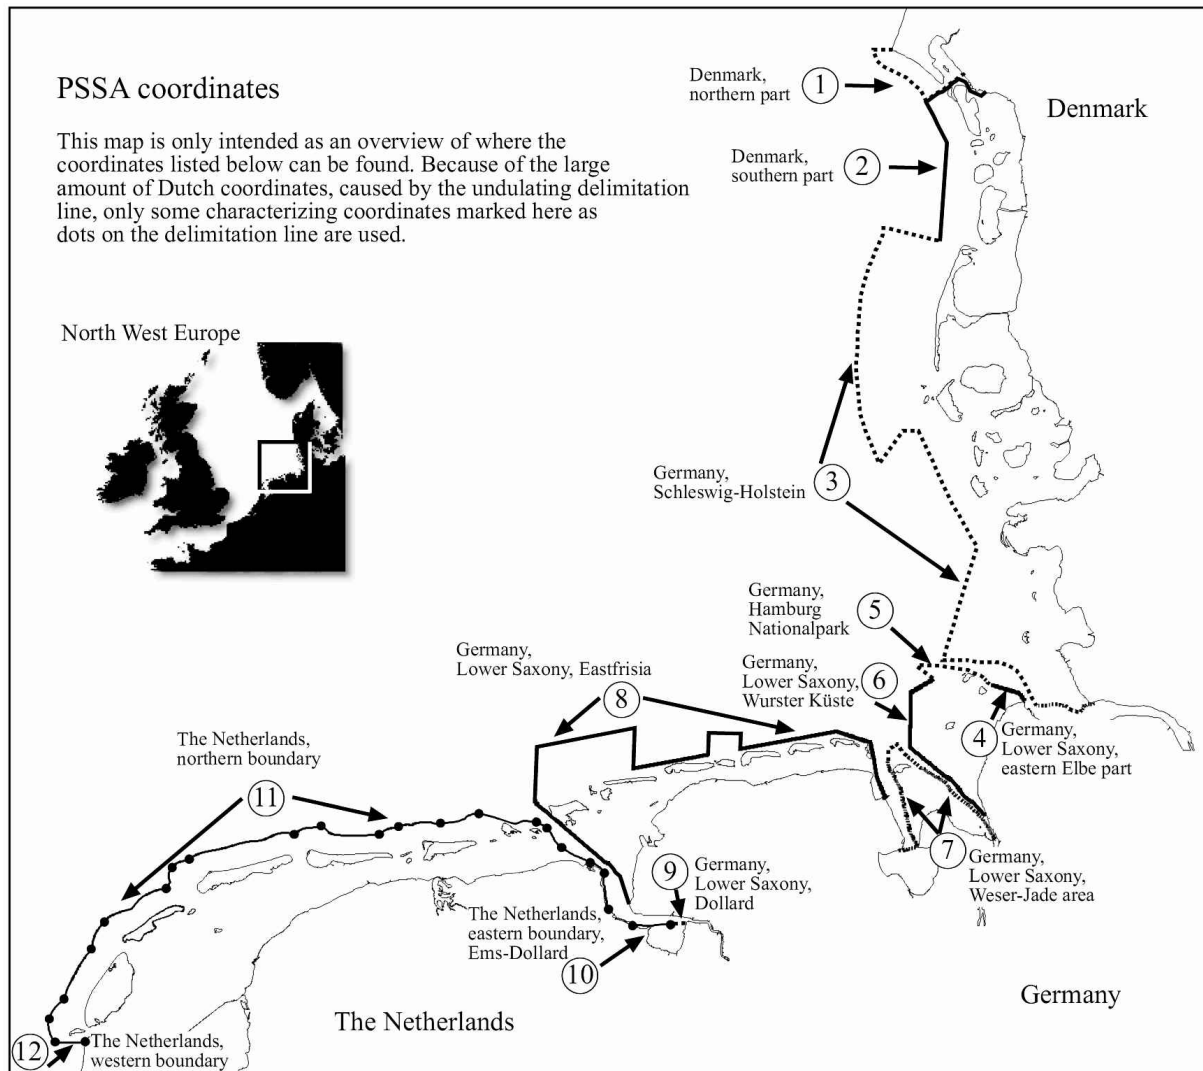 PSSA coordinates
This map is only intended as an overview of where the
coordinates listed below can be found. Because of the large
amount of Dutch coordinates, caused by the undulating delimitation
line, only some characterizing coordinates marked here as
dots on the delimitation line are used.
North West Europe
Denmark,
northern part
1
Denmark
Denmark,
southern part
2
Germany,
Schleswig-Holstein
3
Germany,
Hamburg
Nationalpark
5
Germany,
Lower Saxony,
Wurster Küste
6
4
Germany,
Lower Saxony,
eastern Elbe part
Germany,
Lower Saxony, Eastfrisia
8
7
Germany,
Lower Saxony,
Weser-Jade area
The Netherlands,
northern boundary
11
9
Germany,
Lower Saxony,
Dollard
The Netherlands,
eastern boundary,
Ems-Dollard
10
Germany
The Netherlands
12
The Netherlands,
western boundary